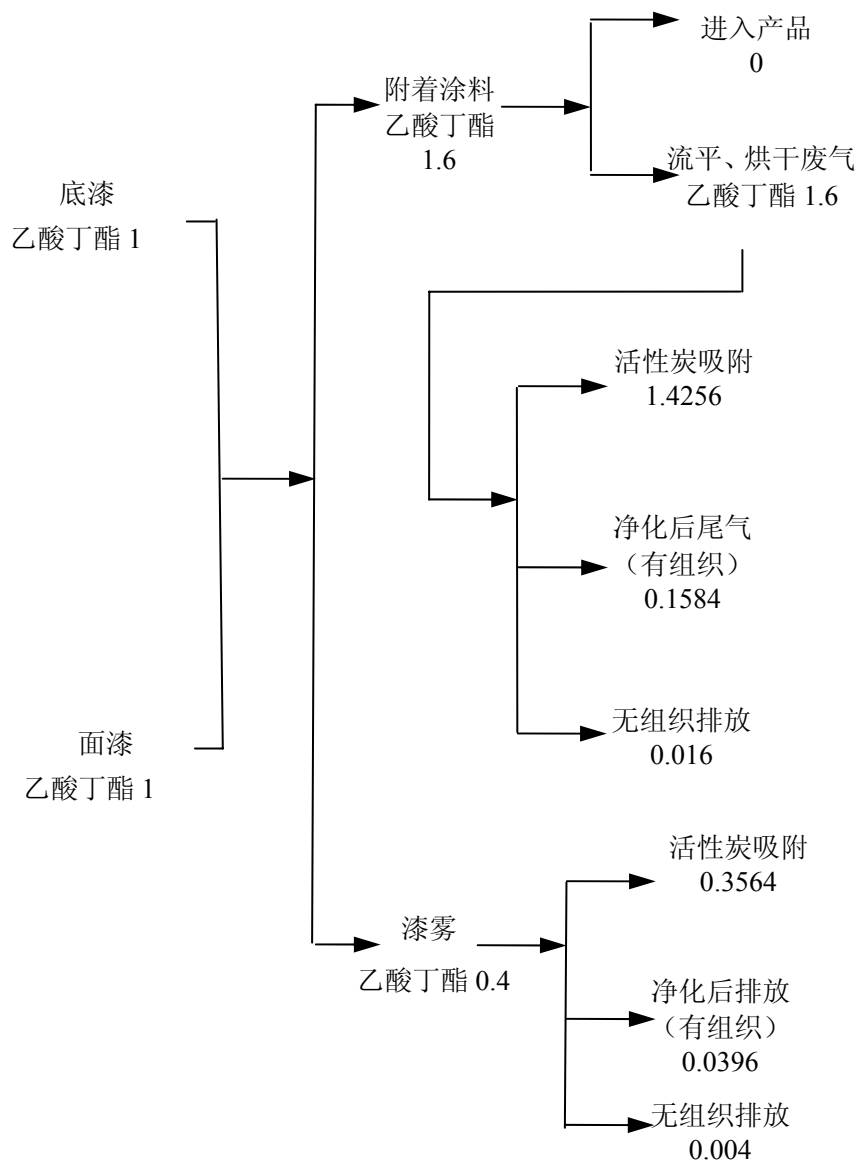 进入产品
0
附着涂料
乙酸丁酯
1.6
流平、烘干废气
乙酸丁酯 1.6
底漆
乙酸丁酯 1
活性炭吸附
1.4256
净化后尾气
（有组织）
0.1584
无组织排放
0.016
面漆
乙酸丁酯 1
活性炭吸附
0.3564
漆雾
乙酸丁酯 0.4
净化后排放
（有组织）
0.0396
无组织排放
0.004